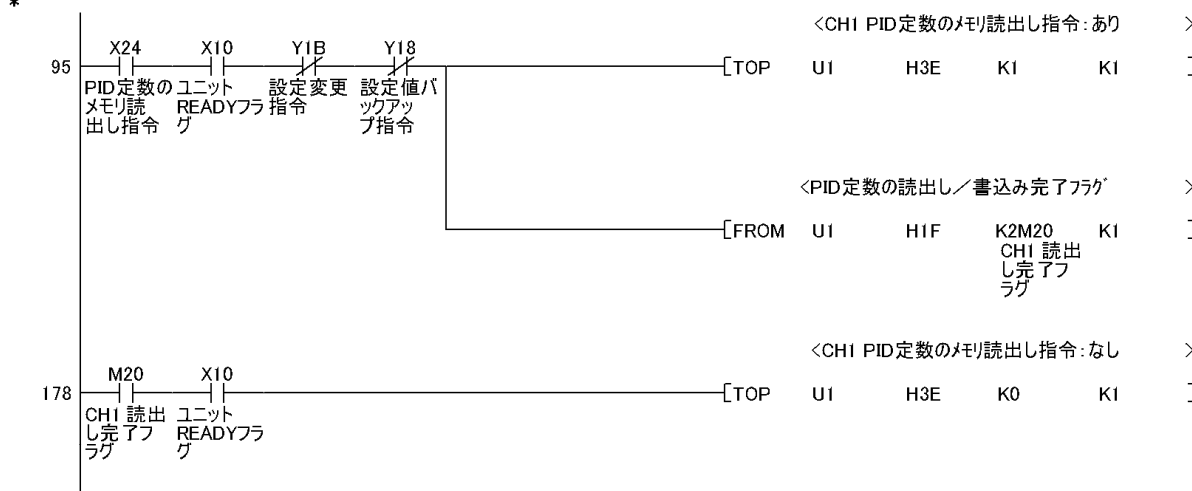 *
<CH1 PID定数のメモリ読出し指令:あり >
X24 X10 Y1B Y18
95 [TOP U1 H3E K1 K1 ]
PID定数の ユニット 設定変更 設定値バ
メモリ読 READYフラ 指令 ックアッ
出し指令 グ プ指令
<PID定数の読出し/書込み完了フラグ >
[FROM U1 H1F K2M20 K1 ]
CH1 読出
し完了フ
ラグ
<CH1 PID定数のメモリ読出し指令:なし >
M20 X10
178 [TOP U1 H3E K0 K1 ]
CH1 読出 ユニット
し完了フ READYフラ
ラグ グ